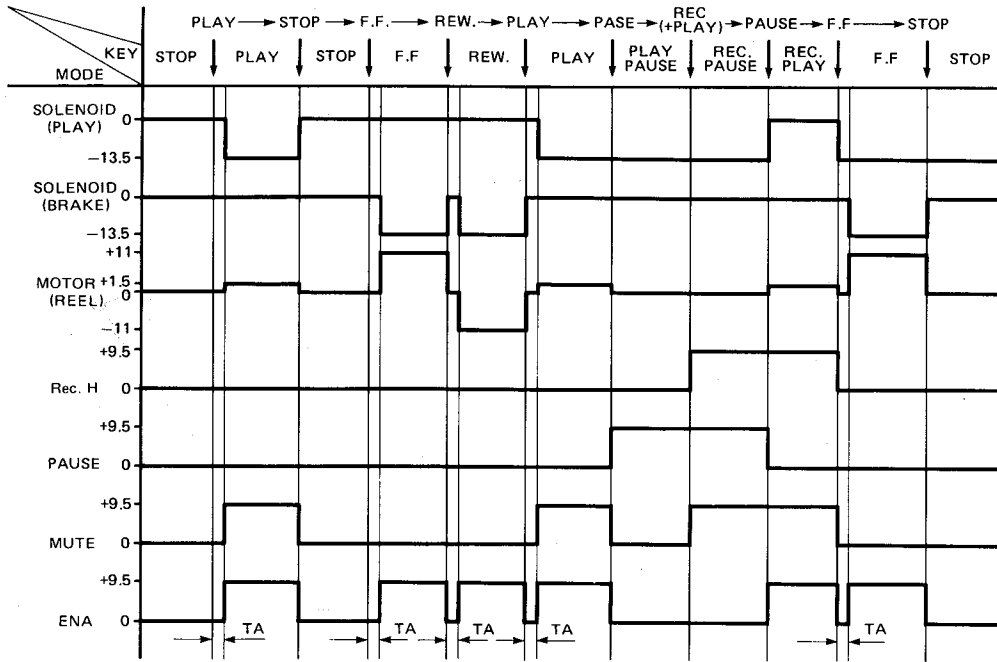 PLAY → STOP → F.F. → REW. → PLAY → PASE → REC (+PLAY) → PAUSE → F.F → STOP
KEY
MODE
STOP PLAY STOP F.F REW. PLAY PLAY PAUSE REC. PAUSE REC. PLAY F.F STOP
SOLENOID (PLAY)
0
−13.5
SOLENOID (BRAKE)
0
−13.5
MOTOR (REEL)
+11
+1.5
0
−11
Rec. H
+9.5
0
PAUSE
+9.5
0
MUTE
+9.5
0
ENA
+9.5
0
TA TA TA TA TA